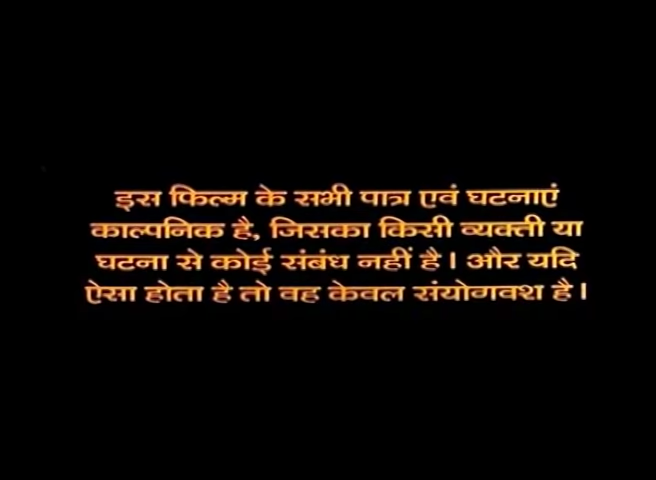 इस फिल्म के सभी पात्र एवं घटनाएं
काल्पनिक है, जिसका किसी व्यक्ती या
घटना से कोई संबंध नहीं है। और यदि
ऐसा होता है तो वह केवल संयोगवश है।